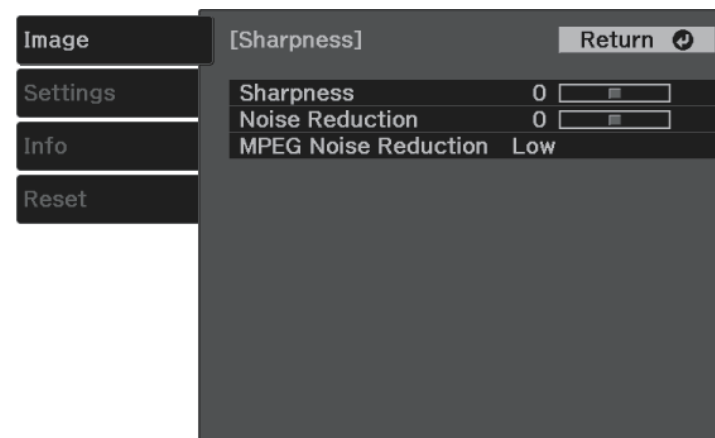 Image
Settings
Info
Reset
[Sharpness]
Return
Sharpness 0
Noise Reduction 0
MPEG Noise Reduction Low